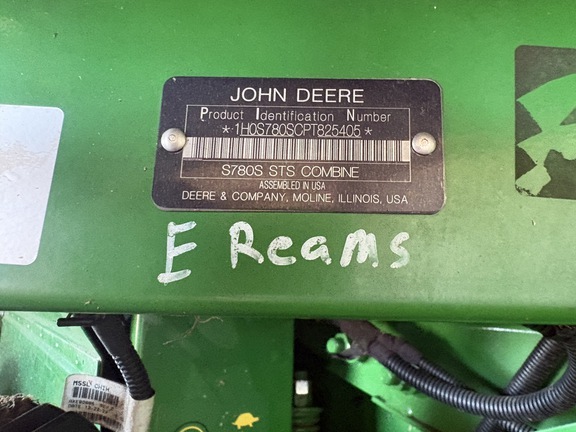 JOHN DEERE
Product Identification Number
*1H0S780SCPT825405*
S780S STS COMBINE
ASSEMBLED IN USA
DEERE & COMPANY, MOLINE, ILLINOIS, USA
E Reams